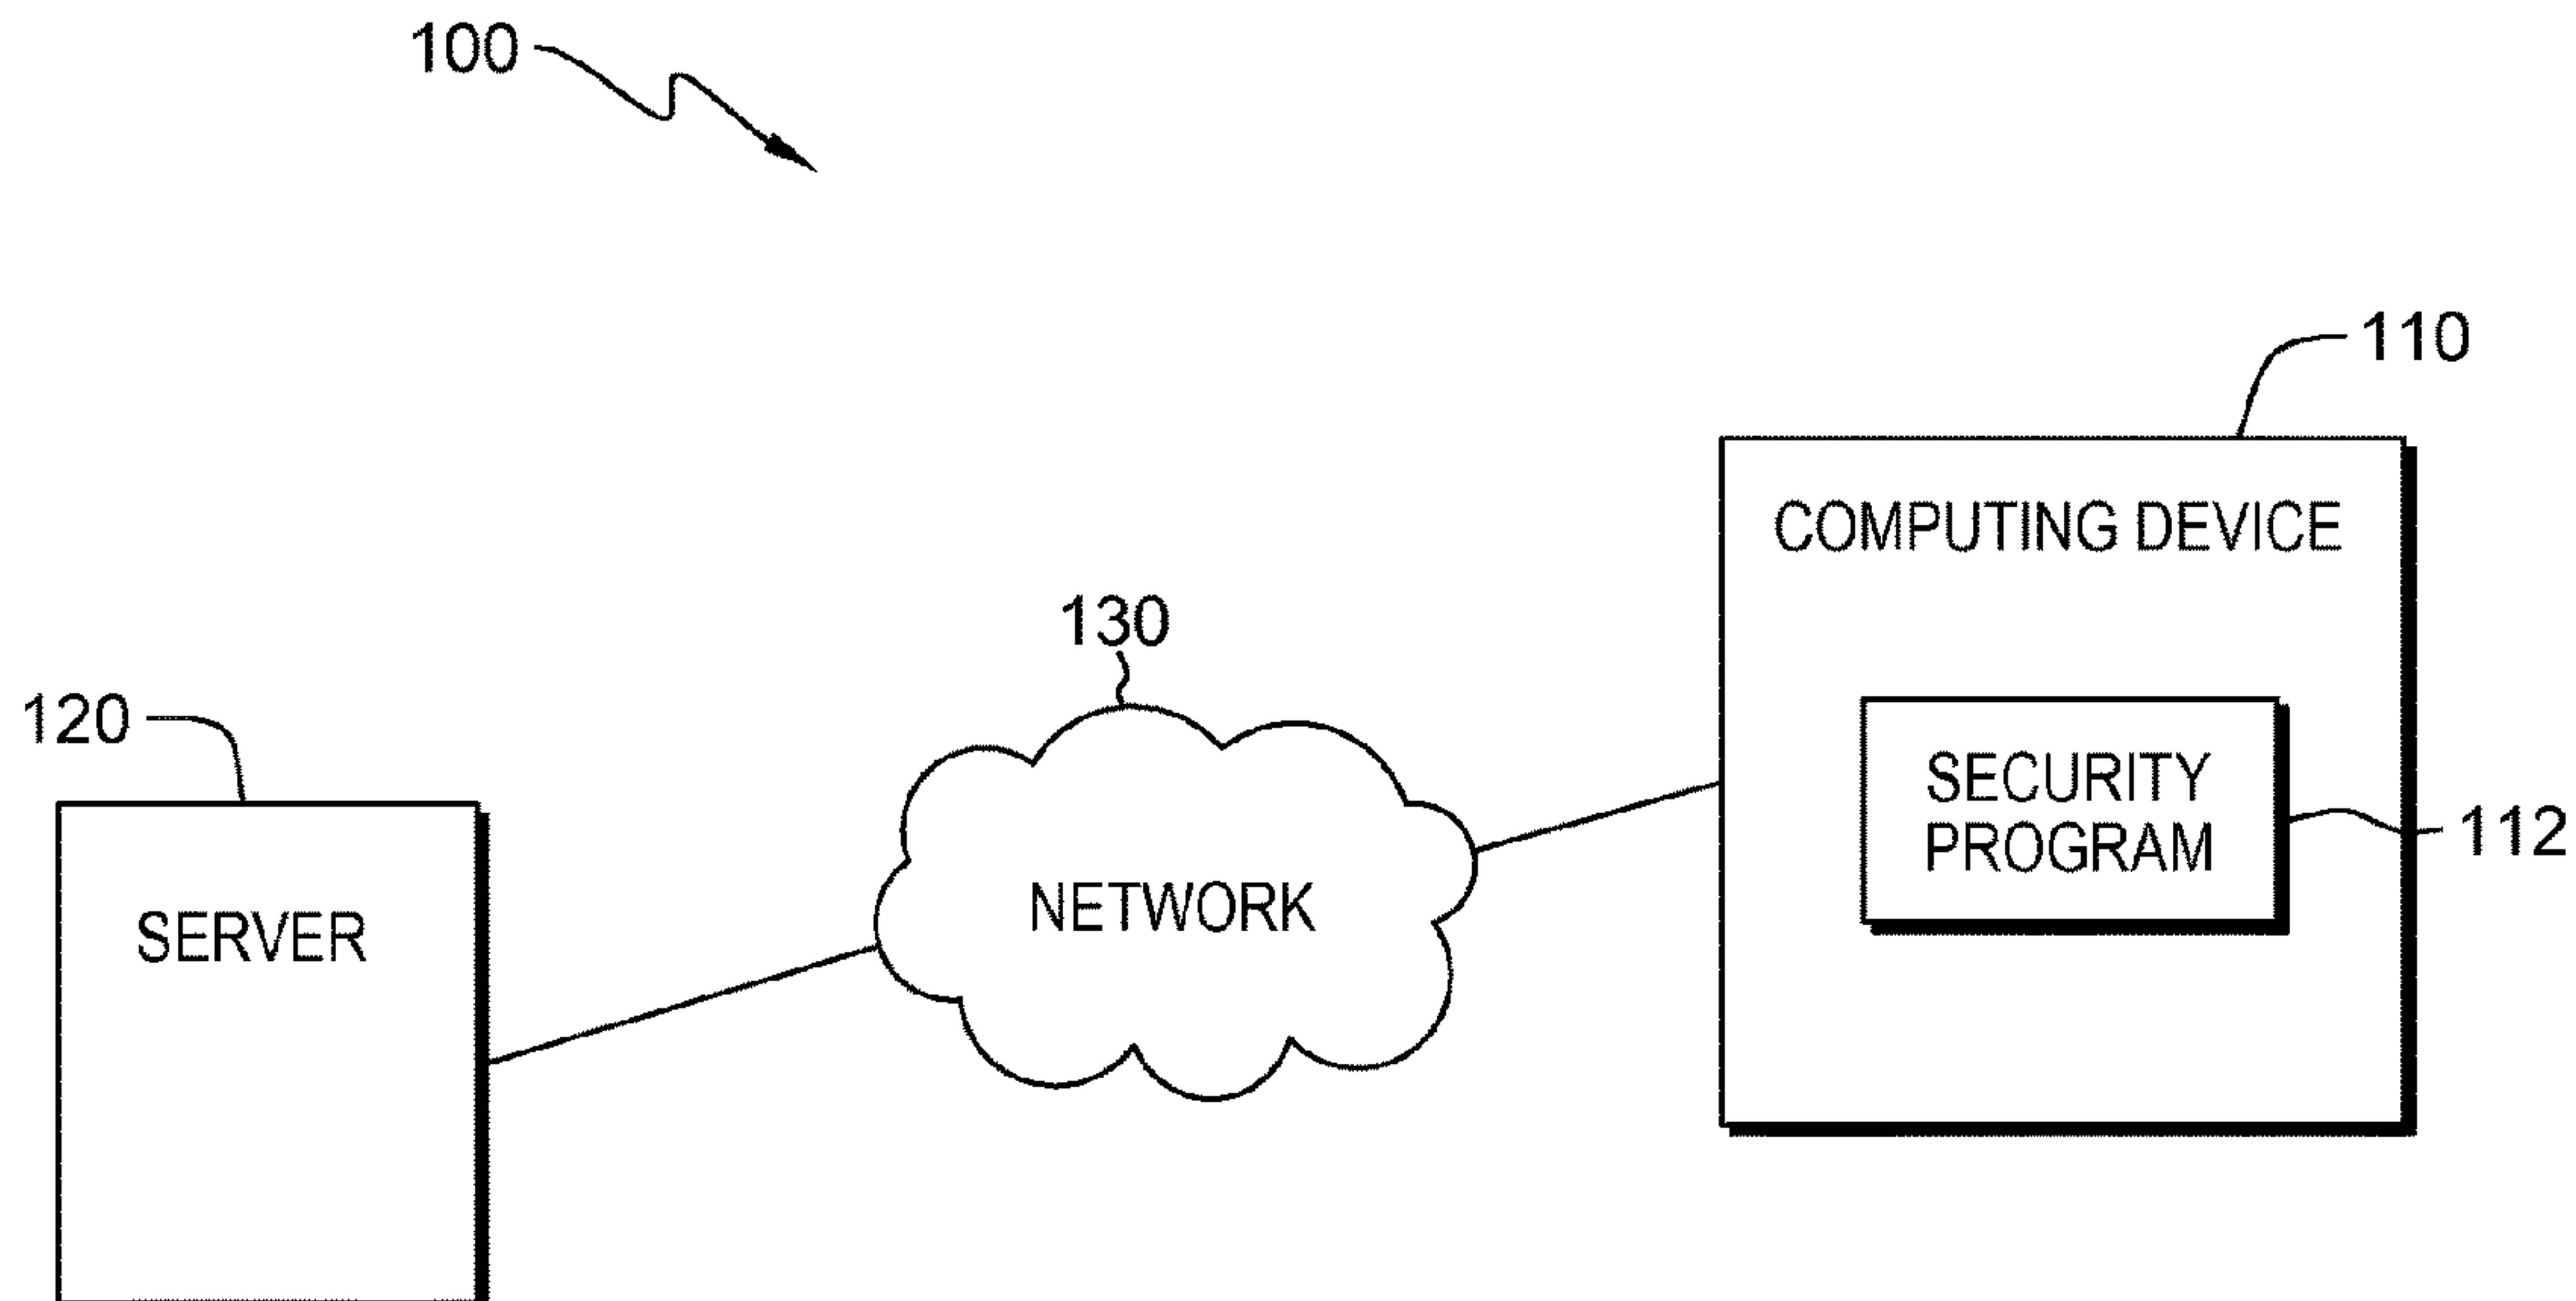 100
110
COMPUTING DEVICE
130
120
SECURITY
PROGRAM
112
NETWORK
SERVER